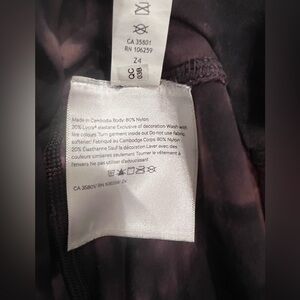 CA 35801
RN 106259
Z4
QC
Made in Cambodia Body: 80% Nylon
20% Lycra® elastane Exclusive of decoration Wash with
like colours Turn garment inside out Do not use Fabric
softener. Fabriqué au Cambodge Corps 80% Nylon
20% Élasthanne Sauf la décoration Laver avec des
couleurs similaires seulement Tourner le vêtement à
l'envers Ne pas utiliser d'adoucissant
CA 35801/ RN 106259/ Z4